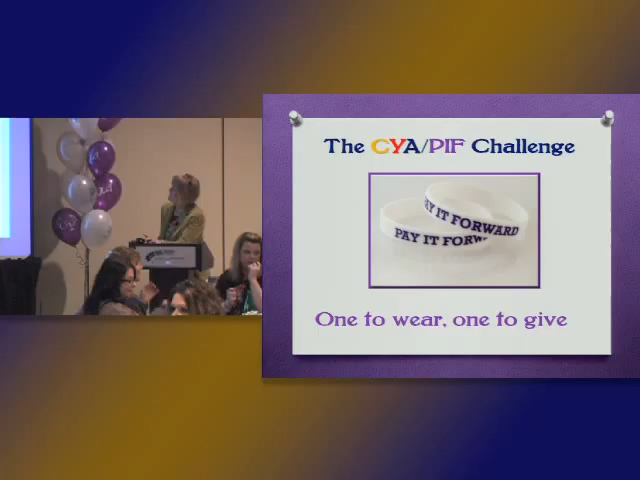 The CYA/PIF Challenge
PAY IT FORWARD
PAY IT FORW
One to wear, one to give